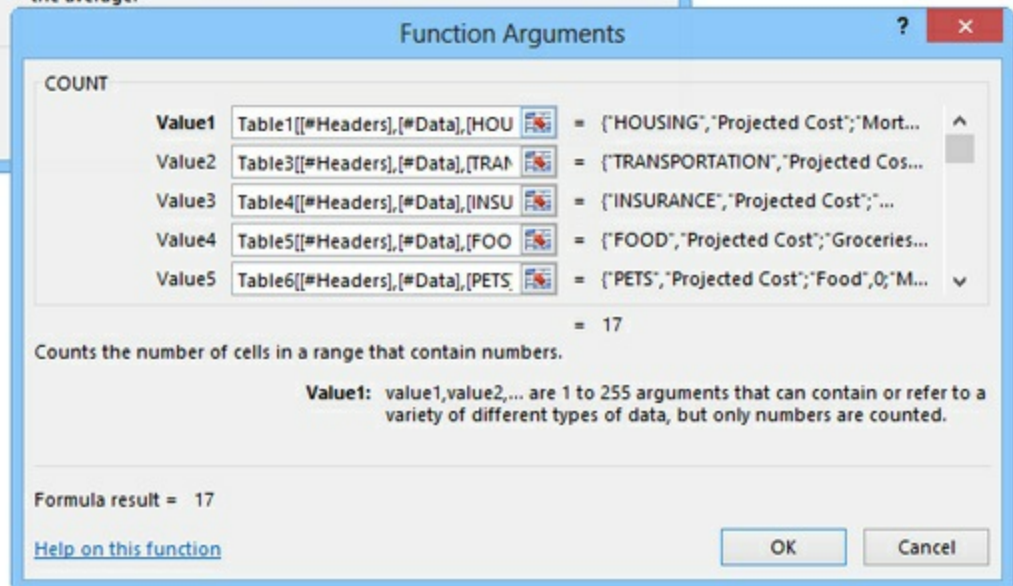 the average.
Function Arguments ? ×
COUNT
Value1 Table1[[#Headers],[#Data],[HOU = {"HOUSING","Projected Cost";"Mort...
Value2 Table3[[#Headers],[#Data],[TRAN = {"TRANSPORTATION","Projected Cos...
Value3 Table4[[#Headers],[#Data],[INSU = {"INSURANCE","Projected Cost";"...
Value4 Table5[[#Headers],[#Data],[FOO = {"FOOD","Projected Cost";"Groceries...
Value5 Table6[[#Headers],[#Data],[PETS = {"PETS","Projected Cost";"Food",0;"M...
= 17
Counts the number of cells in a range that contain numbers.
Value1: value1,value2,... are 1 to 255 arguments that can contain or refer to a
variety of different types of data, but only numbers are counted.
Formula result = 17
Help on this function OK Cancel